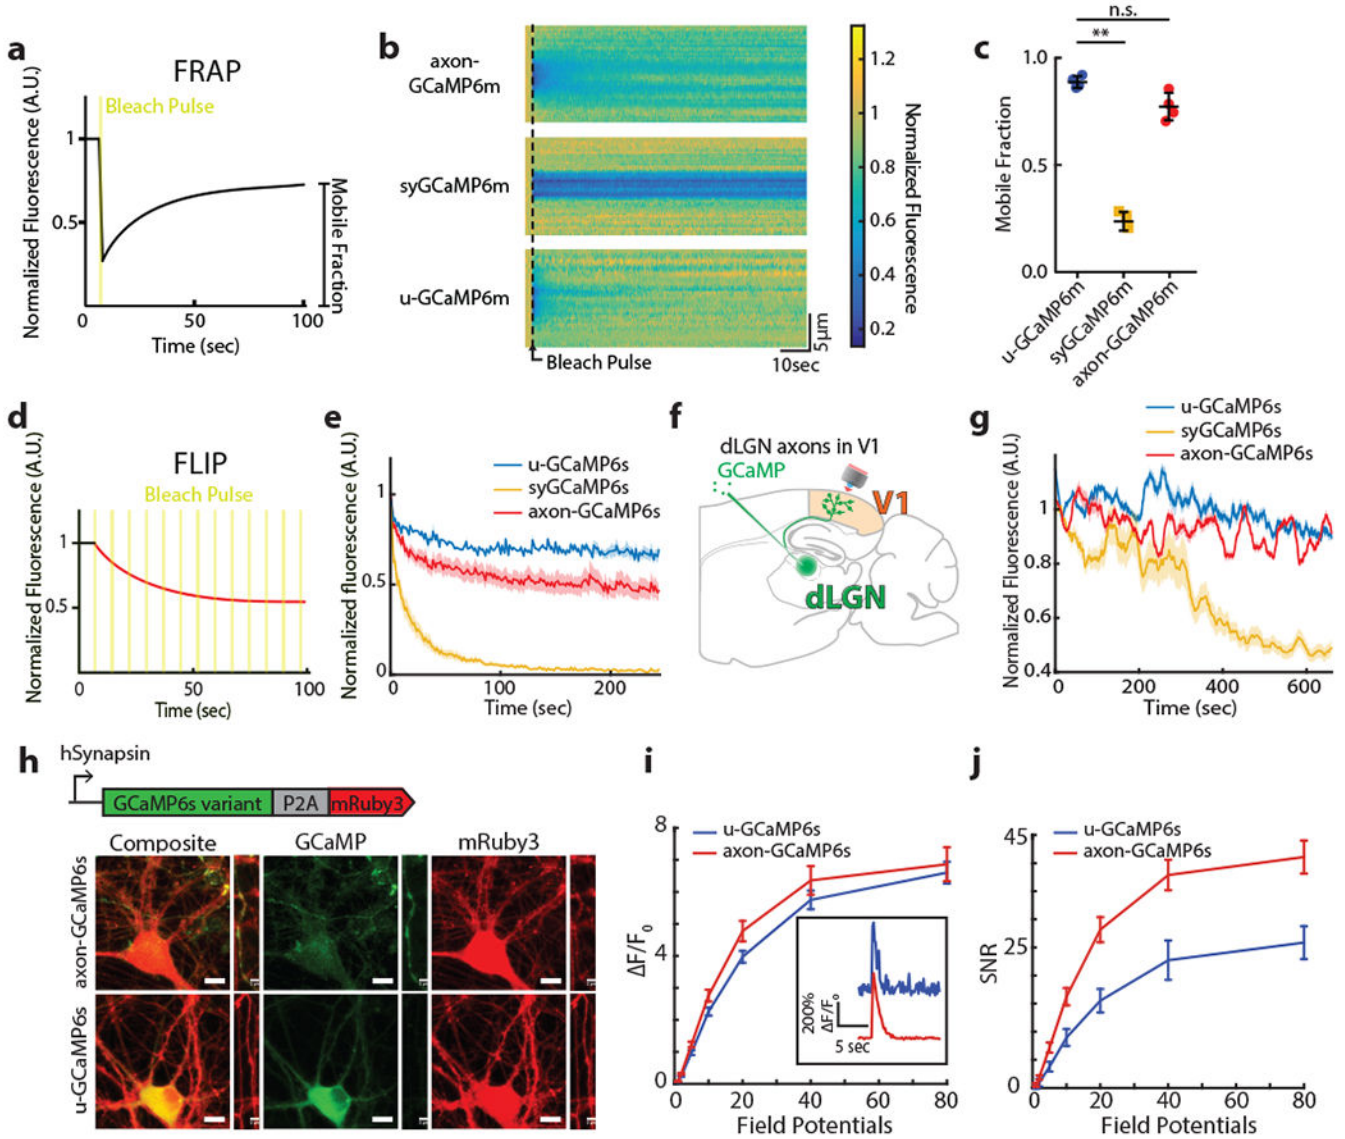 a
FRAP
Bleach Pulse
Normalized Fluorescence (A.U.)
1
0.5
0
50
100
Time (sec)
Mobile Fraction
b
axon-
GCaMP6m
syGCaMP6m
u-GCaMP6m
Bleach Pulse
10sec
5μm
1.2
1
0.8
0.6
0.4
0.2
Normalized Fluorescence
c
n.s.
**
Mobile Fraction
1.0
0.5
0.0
u-GCaMP6m
syGCaMP6m
axon-GCaMP6m
d
FLIP
Bleach Pulse
Normalized Fluorescence (A.U.)
1
0.5
0
50
100
Time (sec)
e
u-GCaMP6s
syGCaMP6s
axon-GCaMP6s
Normalized fluorescence (A.U.)
1
0.5
0
0
100
200
Time (sec)
f
dLGN axons in V1
GCaMP
V1
dLGN
g
u-GCaMP6s
syGCaMP6s
axon-GCaMP6s
Normalized Fluorescence (A.U.)
1
0.8
0.6
0.4
0
200
400
600
Time (sec)
h
hSynapsin
GCaMP6s variant
P2A
mRuby3
Composite
GCaMP
mRuby3
axon-GCaMP6s
u-GCaMP6s
i
u-GCaMP6s
axon-GCaMP6s
ΔF/F0
8
4
0
200%
ΔF/F0
5 sec
0
20
40
60
80
Field Potentials
j
u-GCaMP6s
axon-GCaMP6s
SNR
45
25
0
0
20
40
60
80
Field Potentials